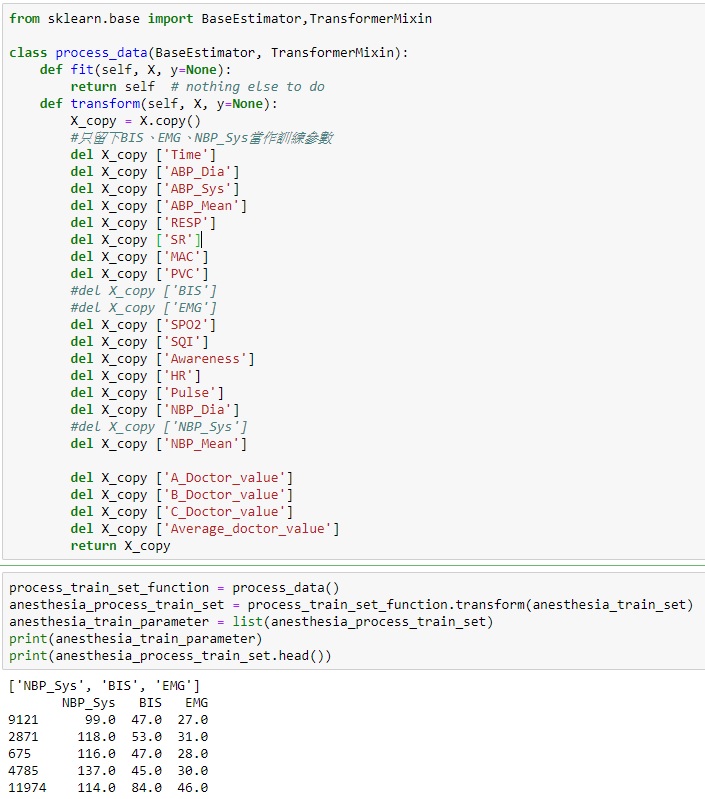 from sklearn.base import BaseEstimator,TransformerMixin
class process_data(BaseEstimator, TransformerMixin):
    def fit(self, X, y=None):
        return self  # nothing else to do
    def transform(self, X, y=None):
        X_copy = X.copy()
        #只留下BIS、EMG、NBP_Sys當作訓練參數
        del X_copy ['Time']
        del X_copy ['ABP_Dia']
        del X_copy ['ABP_Sys']
        del X_copy ['ABP_Mean']
        del X_copy ['RESP']
        del X_copy ['SR']
        del X_copy ['MAC']
        del X_copy ['PVC']
        #del X_copy ['BIS']
        #del X_copy ['EMG']
        del X_copy ['SPO2']
        del X_copy ['SQI']
        del X_copy ['Awareness']
        del X_copy ['HR']
        del X_copy ['Pulse']
        del X_copy ['NBP_Dia']
        #del X_copy ['NBP_Sys']
        del X_copy ['NBP_Mean']
        del X_copy ['A_Doctor_value']
        del X_copy ['B_Doctor_value']
        del X_copy ['C_Doctor_value']
        del X_copy ['Average_doctor_value']
        return X_copy
process_train_set_function = process_data()
anesthesia_process_train_set = process_train_set_function.transform(anesthesia_train_set)
anesthesia_train_parameter = list(anesthesia_process_train_set)
print(anesthesia_train_parameter)
print(anesthesia_process_train_set.head())
['NBP_Sys', 'BIS', 'EMG']
       NBP_Sys   BIS   EMG
9121      99.0  47.0  27.0
2871     118.0  53.0  31.0
675      116.0  47.0  28.0
4785     137.0  45.0  30.0
11974    114.0  84.0  46.0